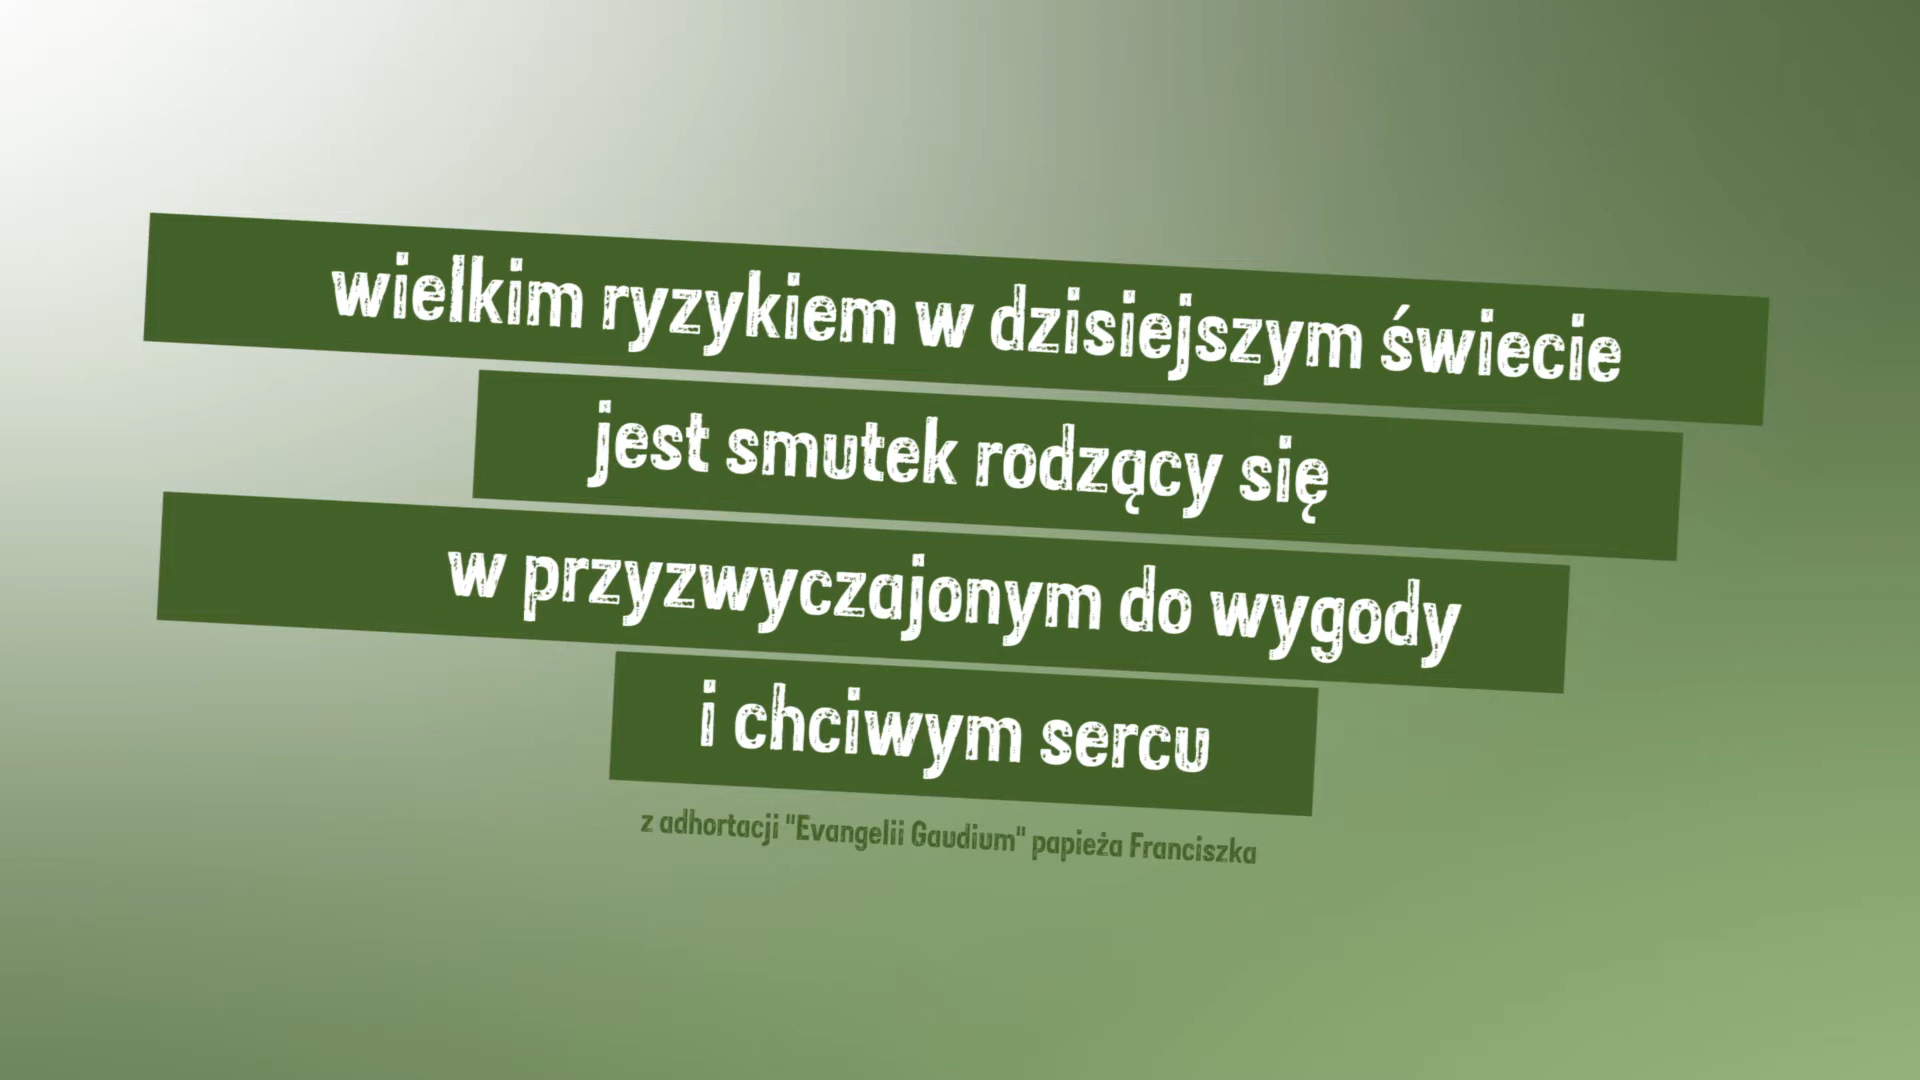 wielkim ryzykiem w dzisiejszym świecie
jest smutek rodzący się
w przyzwyczajonym do wygody
i chciwym sercu
z adhortacji "Evangelii Gaudium" papieża Franciszka